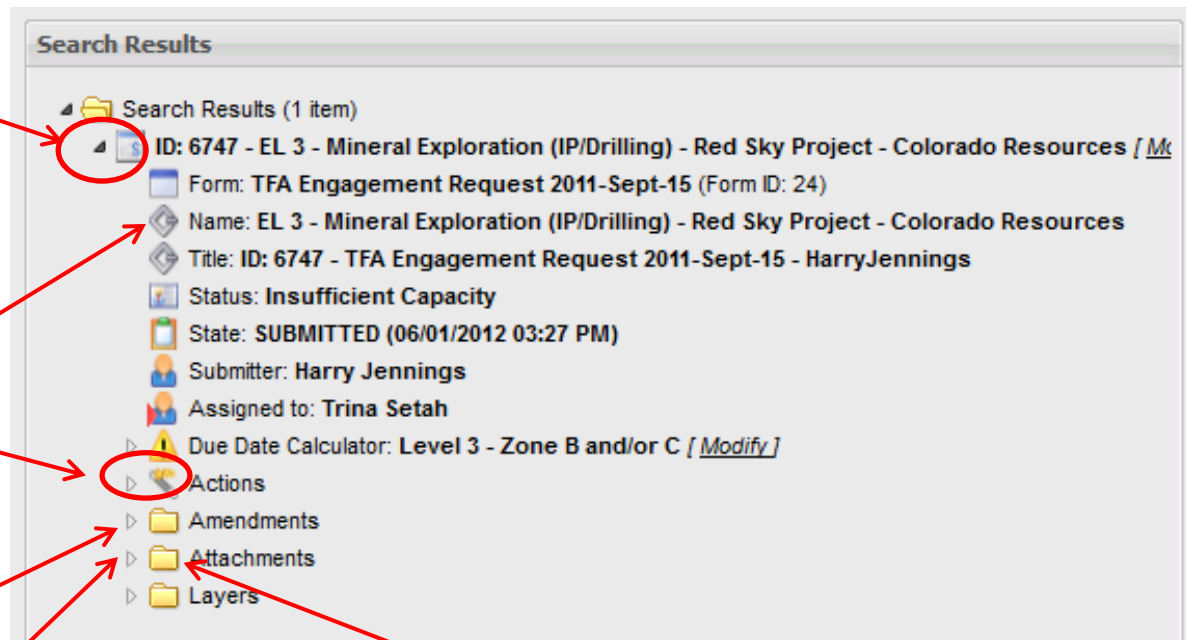 Search Results
Search Results (1 item)
ID: 6747 - EL 3 - Mineral Exploration (IP/Drilling) - Red Sky Project - Colorado Resources [
Form: TFA Engagement Request 2011-Sept-15 (Form ID: 24)
Name: EL 3 - Mineral Exploration (IP/Drilling) - Red Sky Project - Colorado Resources
Title: ID: 6747 - TFA Engagement Request 2011-Sept-15 - HarryJennings
Status: Insufficient Capacity
State: SUBMITTED (06/01/2012 03:27 PM)
Submitter: Harry Jennings
Assigned to: Trina Setah
Due Date Calculator: Level 3 - Zone B and/or C [ Modify ]
Actions
Amendments
Attachments
Layers